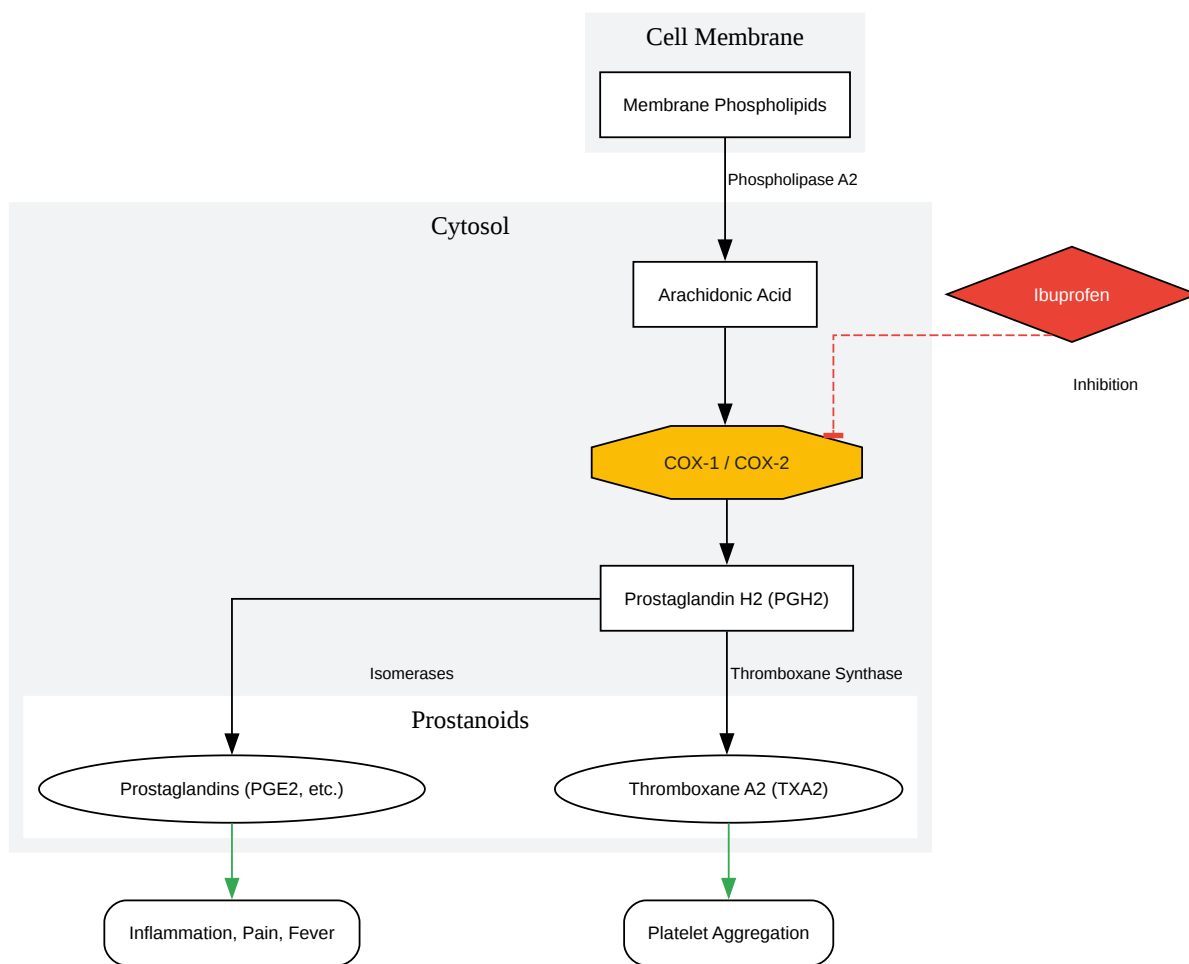 Cell Membrane
Membrane Phospholipids
Phospholipase A2
Cytosol
Arachidonic Acid
Ibuprofen
Inhibition
COX-1 / COX-2
Prostaglandin H2 (PGH2)
Isomerases
Thromboxane Synthase
Prostanoids
Prostaglandins (PGE2, etc.)
Thromboxane A2 (TXA2)
Inflammation, Pain, Fever
Platelet Aggregation